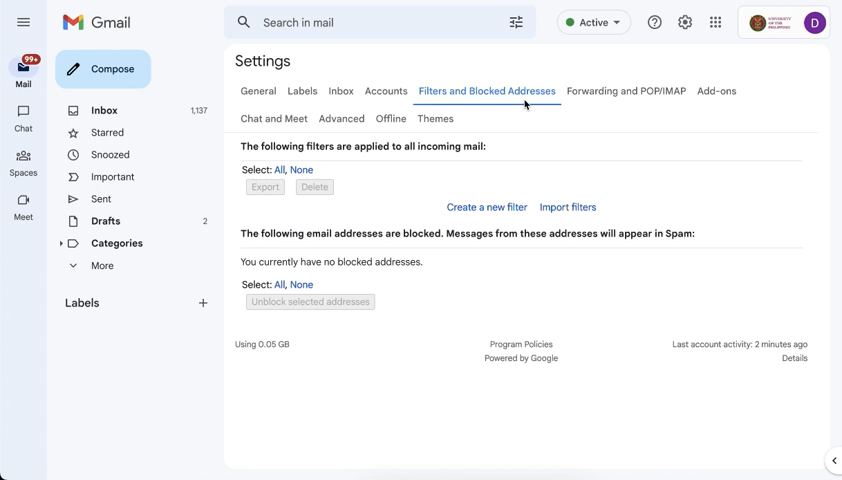 Gmail
Search in mail
Active
UNIVERSITY
OF THE
PHILIPPINES
D
99+
Mail
Chat
Spaces
Meet
Compose
Inbox 1,137
Starred
Snoozed
Important
Sent
Drafts 2
Categories
More
Labels
Settings
General Labels Inbox Accounts Filters and Blocked Addresses Forwarding and POP/IMAP Add-ons
Chat and Meet Advanced Offline Themes
The following filters are applied to all incoming mail:
Select: All, None
Export Delete
Create a new filter Import filters
The following email addresses are blocked. Messages from these addresses will appear in Spam:
You currently have no blocked addresses.
Select: All, None
Unblock selected addresses
Using 0.05 GB Program Policies Last account activity: 2 minutes ago
Powered by Google Details